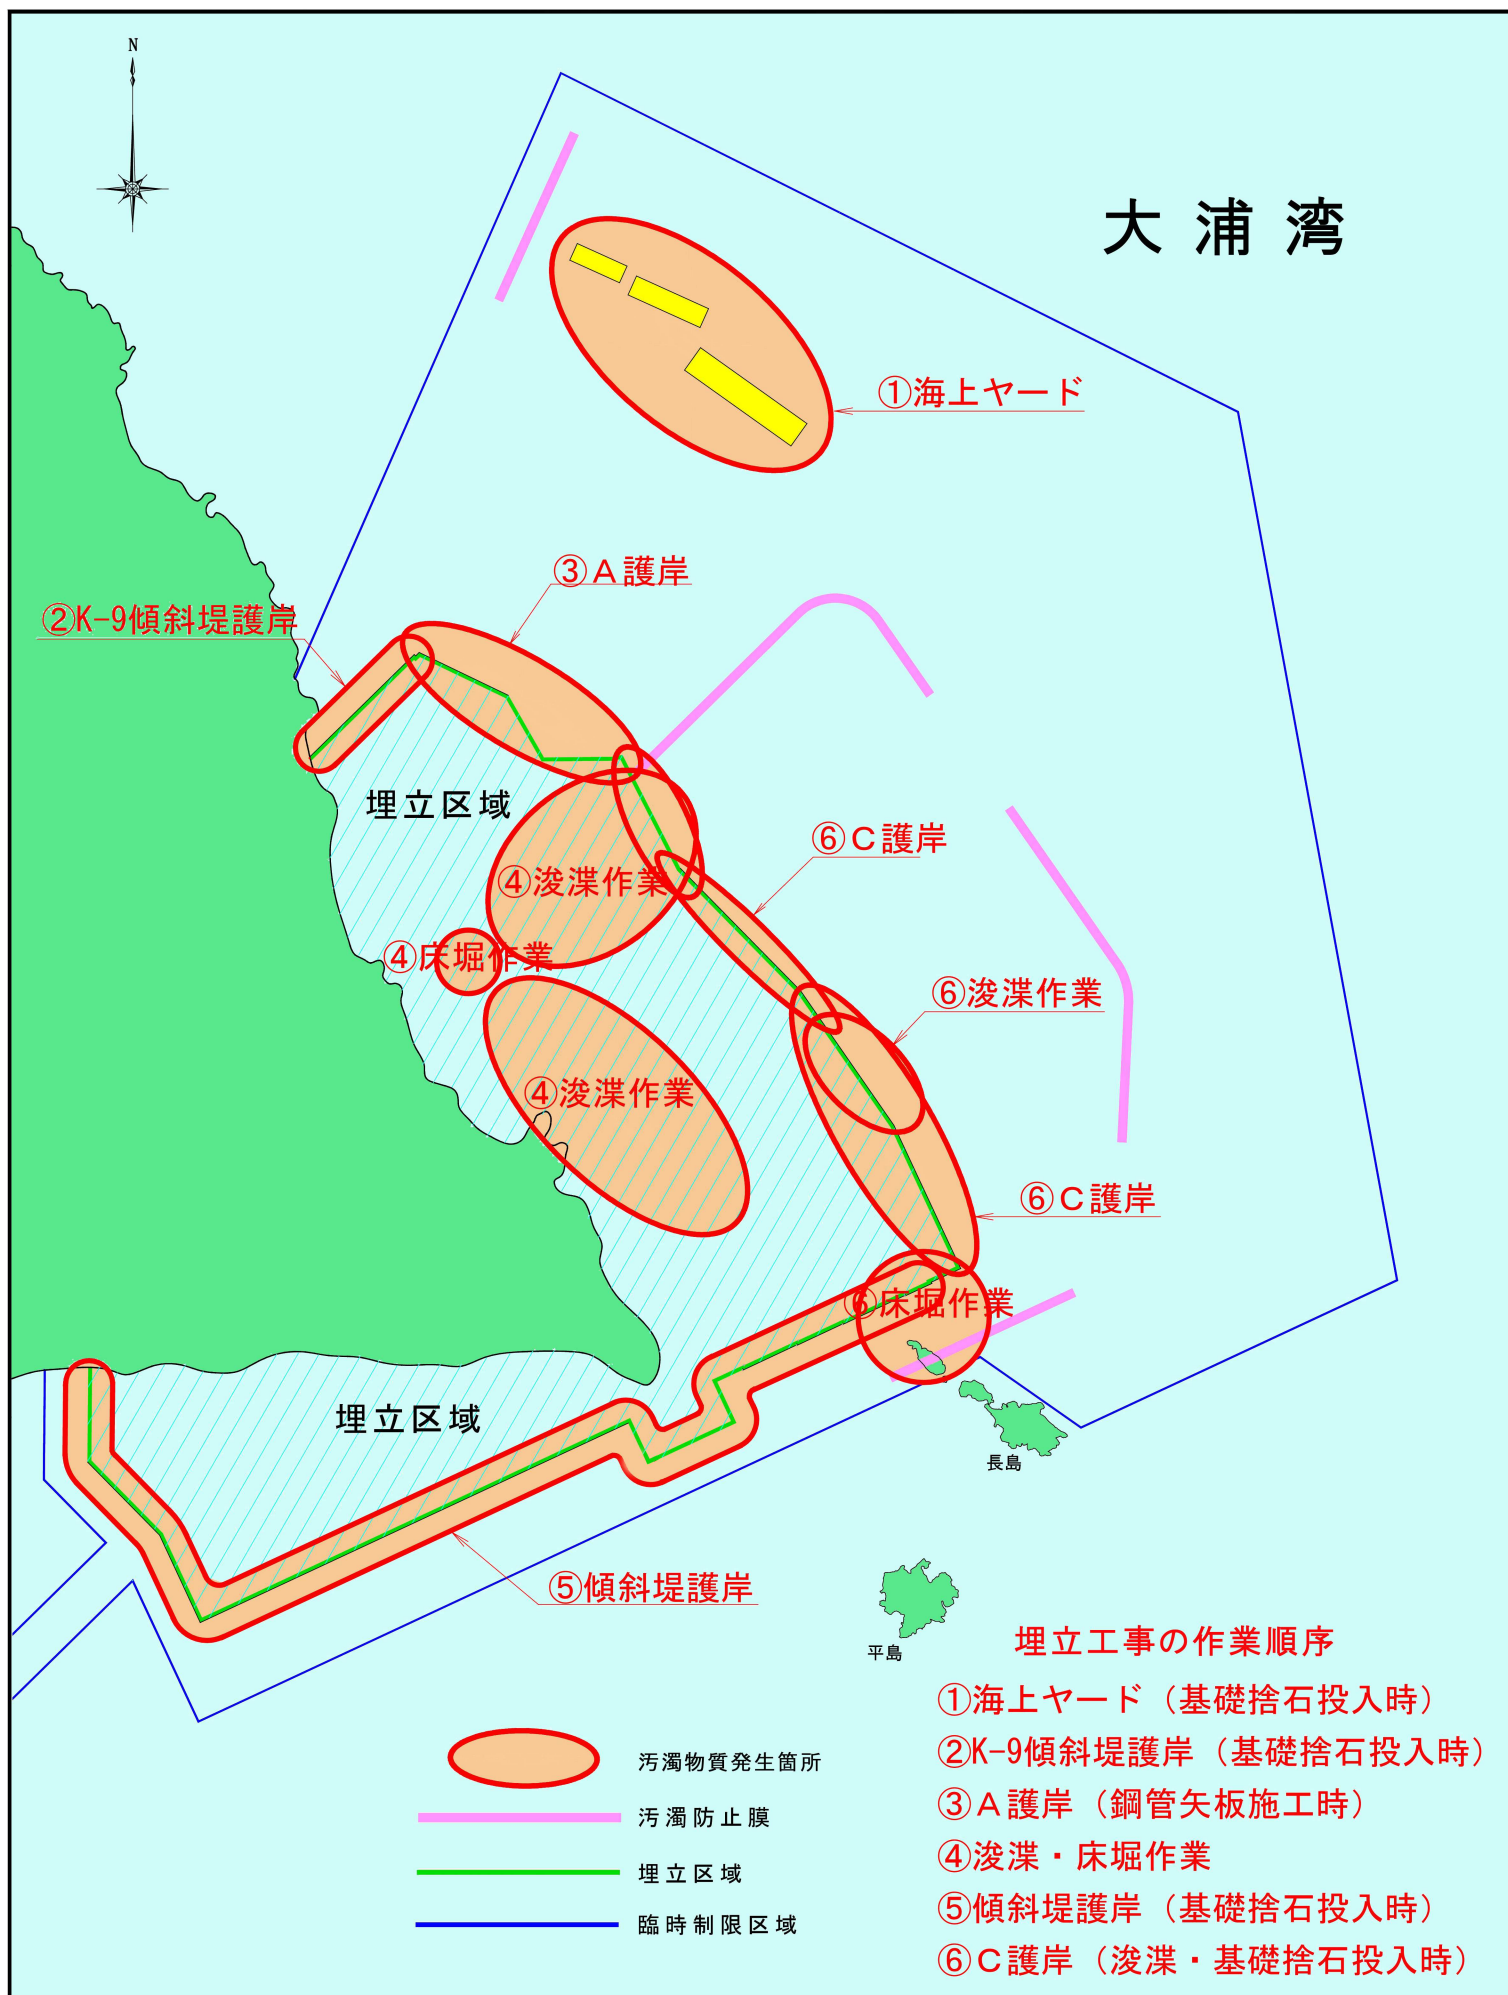 N
大浦湾
①海上ヤード
③Ａ護岸
②K-9傾斜堤護岸
埋立区域
⑥Ｃ護岸
④浚渫作業
④床堀作業
⑥浚渫作業
④浚渫作業
⑥Ｃ護岸
⑥床堀作業
埋立区域
長島
⑤傾斜堤護岸
平島
埋立工事の作業順序
①海上ヤード（基礎捨石投入時）
②K-9傾斜堤護岸（基礎捨石投入時）
③Ａ護岸（鋼管矢板施工時）
④浚渫・床堀作業
⑤傾斜堤護岸（基礎捨石投入時）
⑥Ｃ護岸（浚渫・基礎捨石投入時）
汚濁物質発生箇所
汚濁防止膜
埋立区域
臨時制限区域